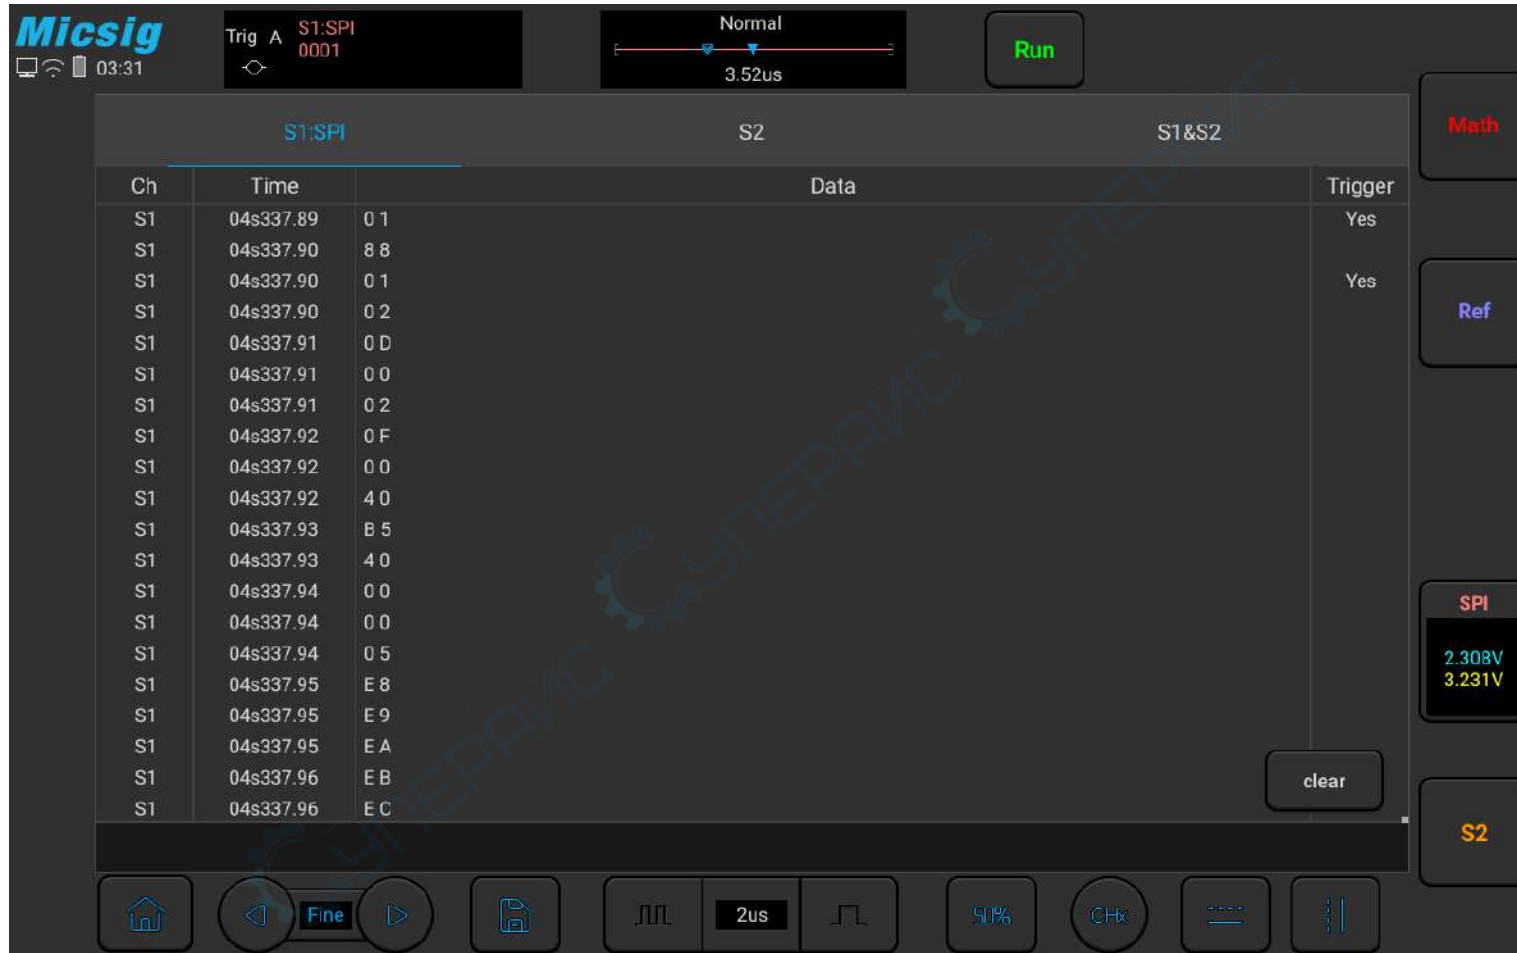 Micsig
Trig A S1:SPI
0001
Normal
3.52us
Run
03:31
S1:SPI S2 S1&S2
Math
Ch Time Data Trigger
S1 04s337.89 0 1 Yes
S1 04s337.90 8 8
S1 04s337.90 0 1 Yes
S1 04s337.90 0 2
Ref
S1 04s337.91 0 D
S1 04s337.91 0 0
S1 04s337.91 0 2
S1 04s337.92 0 F
S1 04s337.92 0 0
S1 04s337.92 4 0
S1 04s337.93 B 5
S1 04s337.93 4 0
S1 04s337.94 0 0
S1 04s337.94 0 0
S1 04s337.94 0 5
S1 04s337.95 E 8
S1 04s337.95 E 9
S1 04s337.95 E A
S1 04s337.96 E B
S1 04s337.96 E C
SPI
2.308V
3.231V
clear
S2
Fine 2us 50% CHx
СУПЕРАЙС
СУПЕРАЙС
СУПЕРАЙС